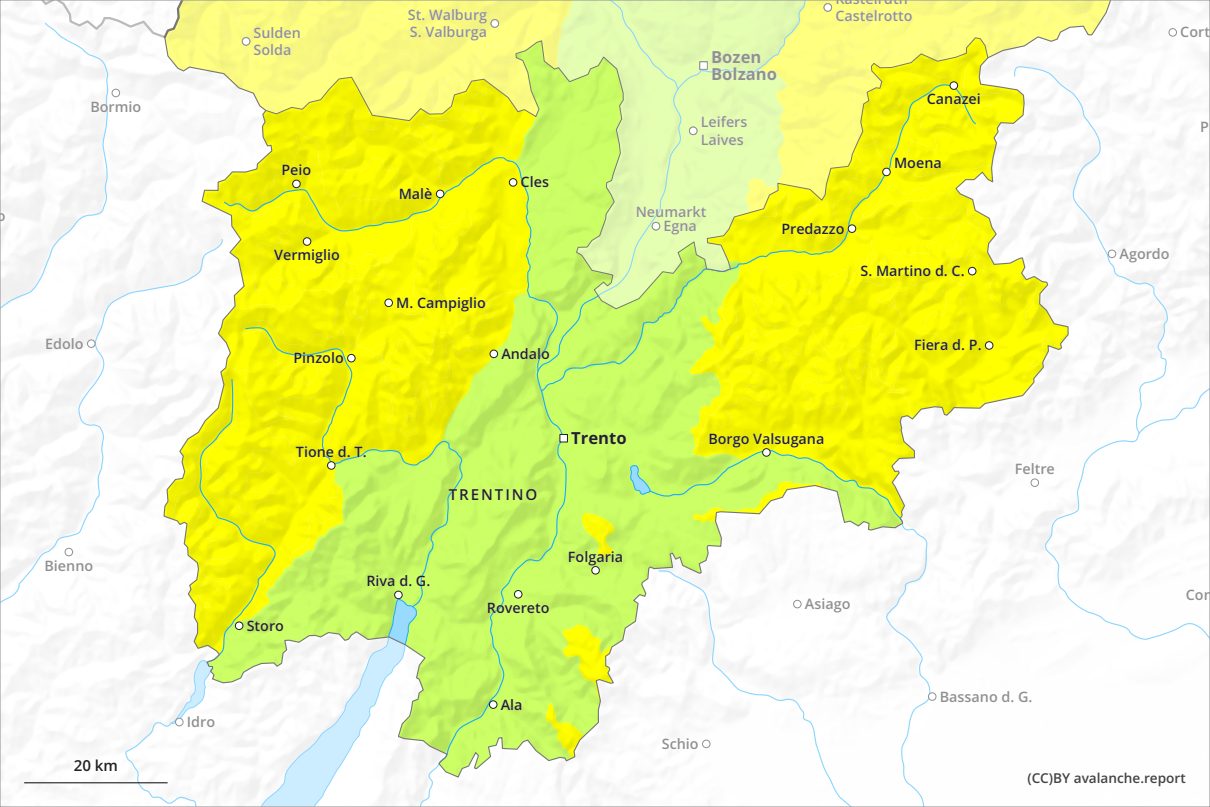 St. Walburg
S. Valburga
Kastelruth
Castelrotto
Sulden
Solda
Bozen
Bolzano
Cort
Bormio
Canazei
Leifers
Laives
P
Moena
Peio
Malè
Cles
Neumarkt
Egna
Predazzo
Vermiglio
Agordo
S. Martino d. C.
M. Campiglio
Edolo
Pinzolo
Andalo
Fiera d. P.
Trento
Borgo Valsugana
Tione d. T.
Feltre
TRENTINO
Bienno
Folgaria
Riva d. G.
Cor
Rovereto
Asiago
Storo
Bassano d. G.
Ala
Idro
Schio
20 km
(CC)BY avalanche.report